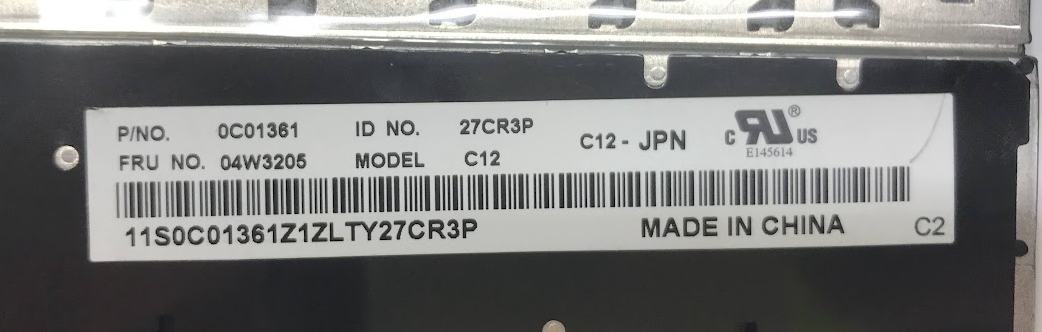 P/NO. 0C01361 ID NO. 27CR3P
FRU NO. 04W3205 MODEL C12
C12 - JPN
C RU ® US
E145614
11S0C01361Z1ZLTY27CR3P MADE IN CHINA C2